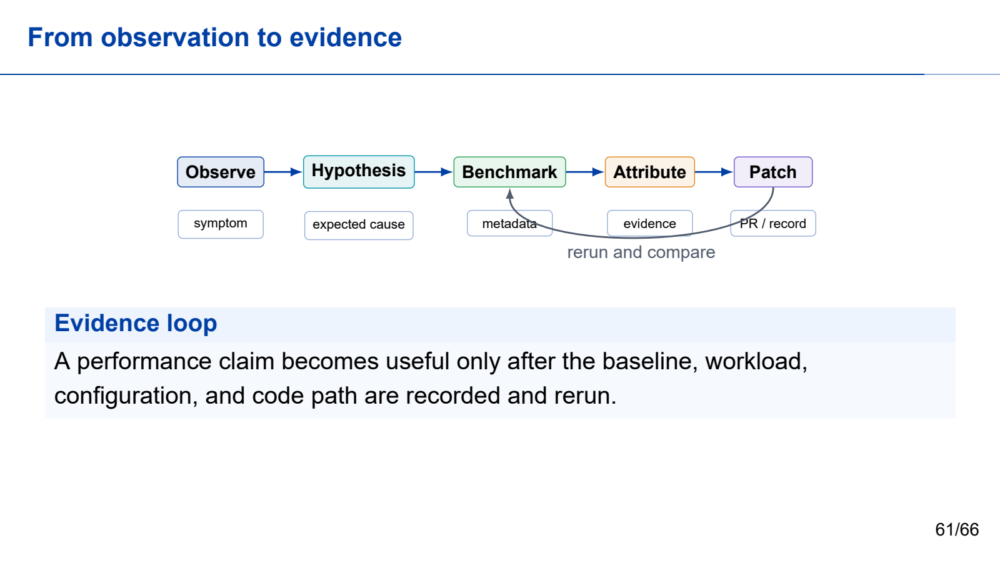 From observation to evidence
Observe
Hypothesis
Benchmark
Attribute
Patch
symptom
expected cause
metadata
evidence
PR / record
rerun and compare
Evidence loop
A performance claim becomes useful only after the baseline, workload,
configuration, and code path are recorded and rerun.
61/66